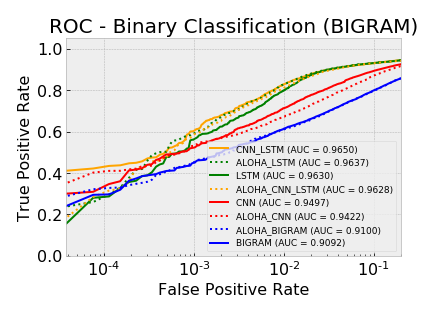 ROC - Binary Classification (BIGRAM)
True Positive Rate
1.0
0.8
0.6
0.4
0.2
0.0
CNN_LSTM (AUC = 0.9650)
ALOHA_LSTM (AUC = 0.9637)
LSTM (AUC = 0.9630)
ALOHA_CNN_LSTM (AUC = 0.9628)
CNN (AUC = 0.9497)
ALOHA_CNN (AUC = 0.9422)
ALOHA_BIGRAM (AUC = 0.9100)
BIGRAM (AUC = 0.9092)
10⁻⁴ 10⁻³ 10⁻² 10⁻¹
False Positive Rate